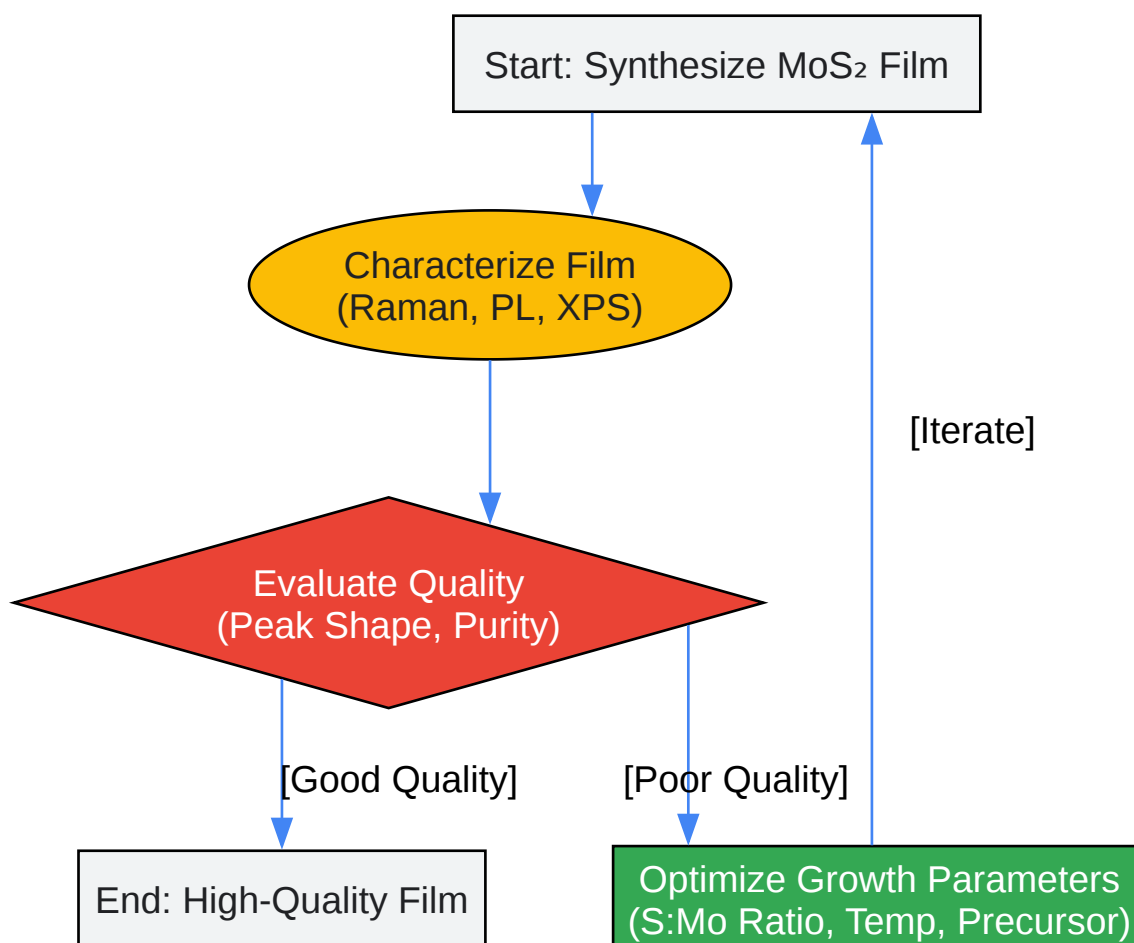 Start: Synthesize MoS₂ Film
Characterize Film
(Raman, PL, XPS)
[Iterate]
Evaluate Quality
(Peak Shape, Purity)
[Good Quality]
[Poor Quality]
End: High-Quality Film
Optimize Growth Parameters
(S:Mo Ratio, Temp, Precursor)